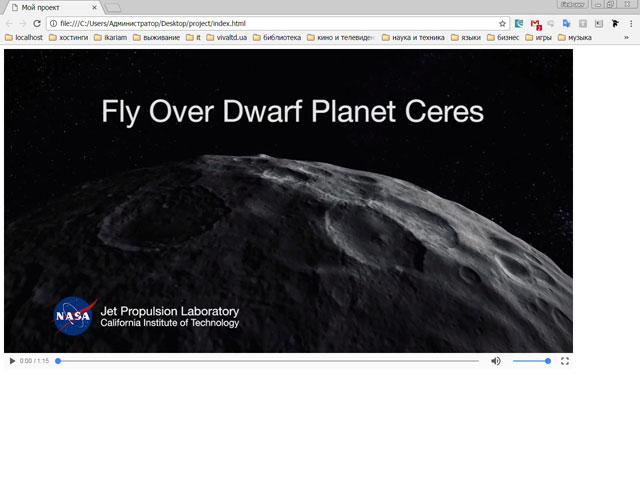 Мой проект
file:///C:/Users/Администратор/Desktop/project/index.html
localhost хостинги ikariam выживание it vivaltd.ua библиотека кино и телевиден наука и техника языки бизнес игры музыка »
Fly Over Dwarf Planet Ceres
NASA
Jet Propulsion Laboratory
California Institute of Technology
0:00 / 1:15